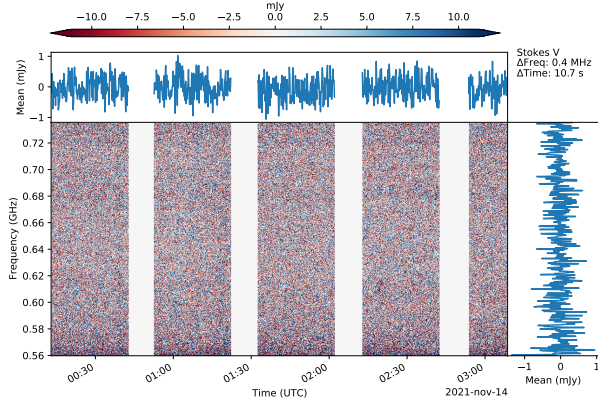 mJy
−10.0 −7.5 −5.0 −2.5 0.0 2.5 5.0 7.5 10.0
Stokes V
ΔFreq: 0.4 MHz
ΔTime: 10.7 s
Mean (mJy)
1
0
−1
Frequency (GHz)
0.72
0.70
0.68
0.66
0.64
0.62
0.60
0.58
0.56
00:30 01:00 01:30 02:00 02:30 03:00
Time (UTC)
2021-nov-14
−1 0 1
Mean (mJy)